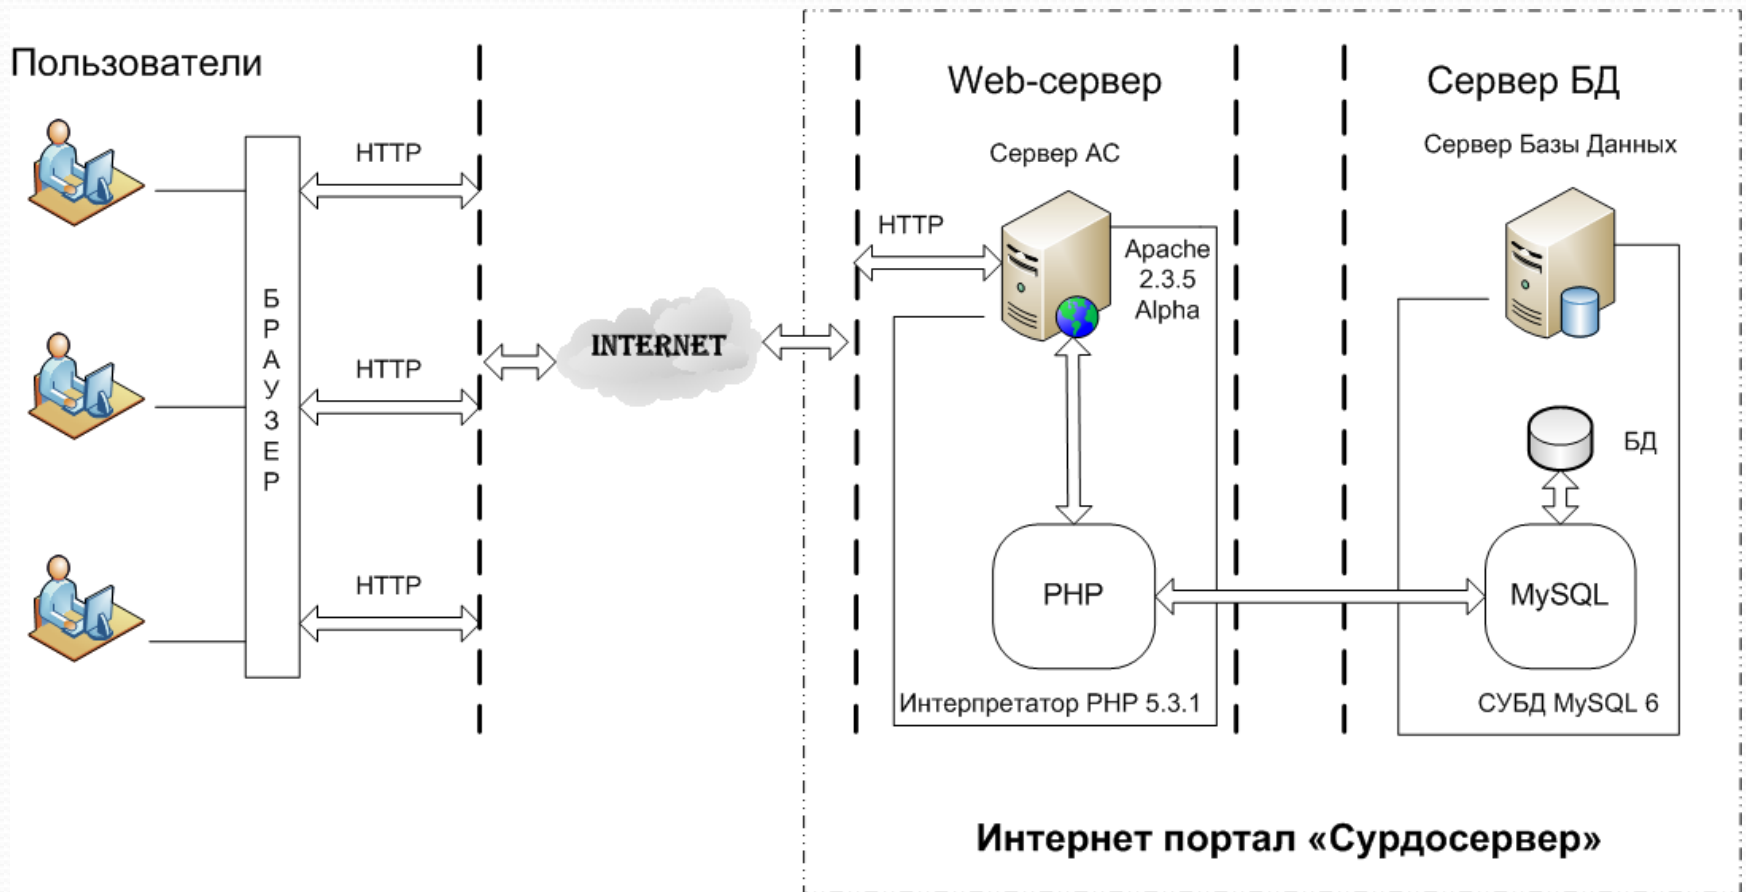 Пользователи
БРАУЗЕР
HTTP
HTTP
HTTP
INTERNET
Web-сервер
Сервер АС
HTTP
Apache
2.3.5
Alpha
PHP
Интерпретатор PHP 5.3.1
Сервер БД
Сервер Базы Данных
БД
MySQL
СУБД MySQL 6
Интернет портал «Сурдосервер»